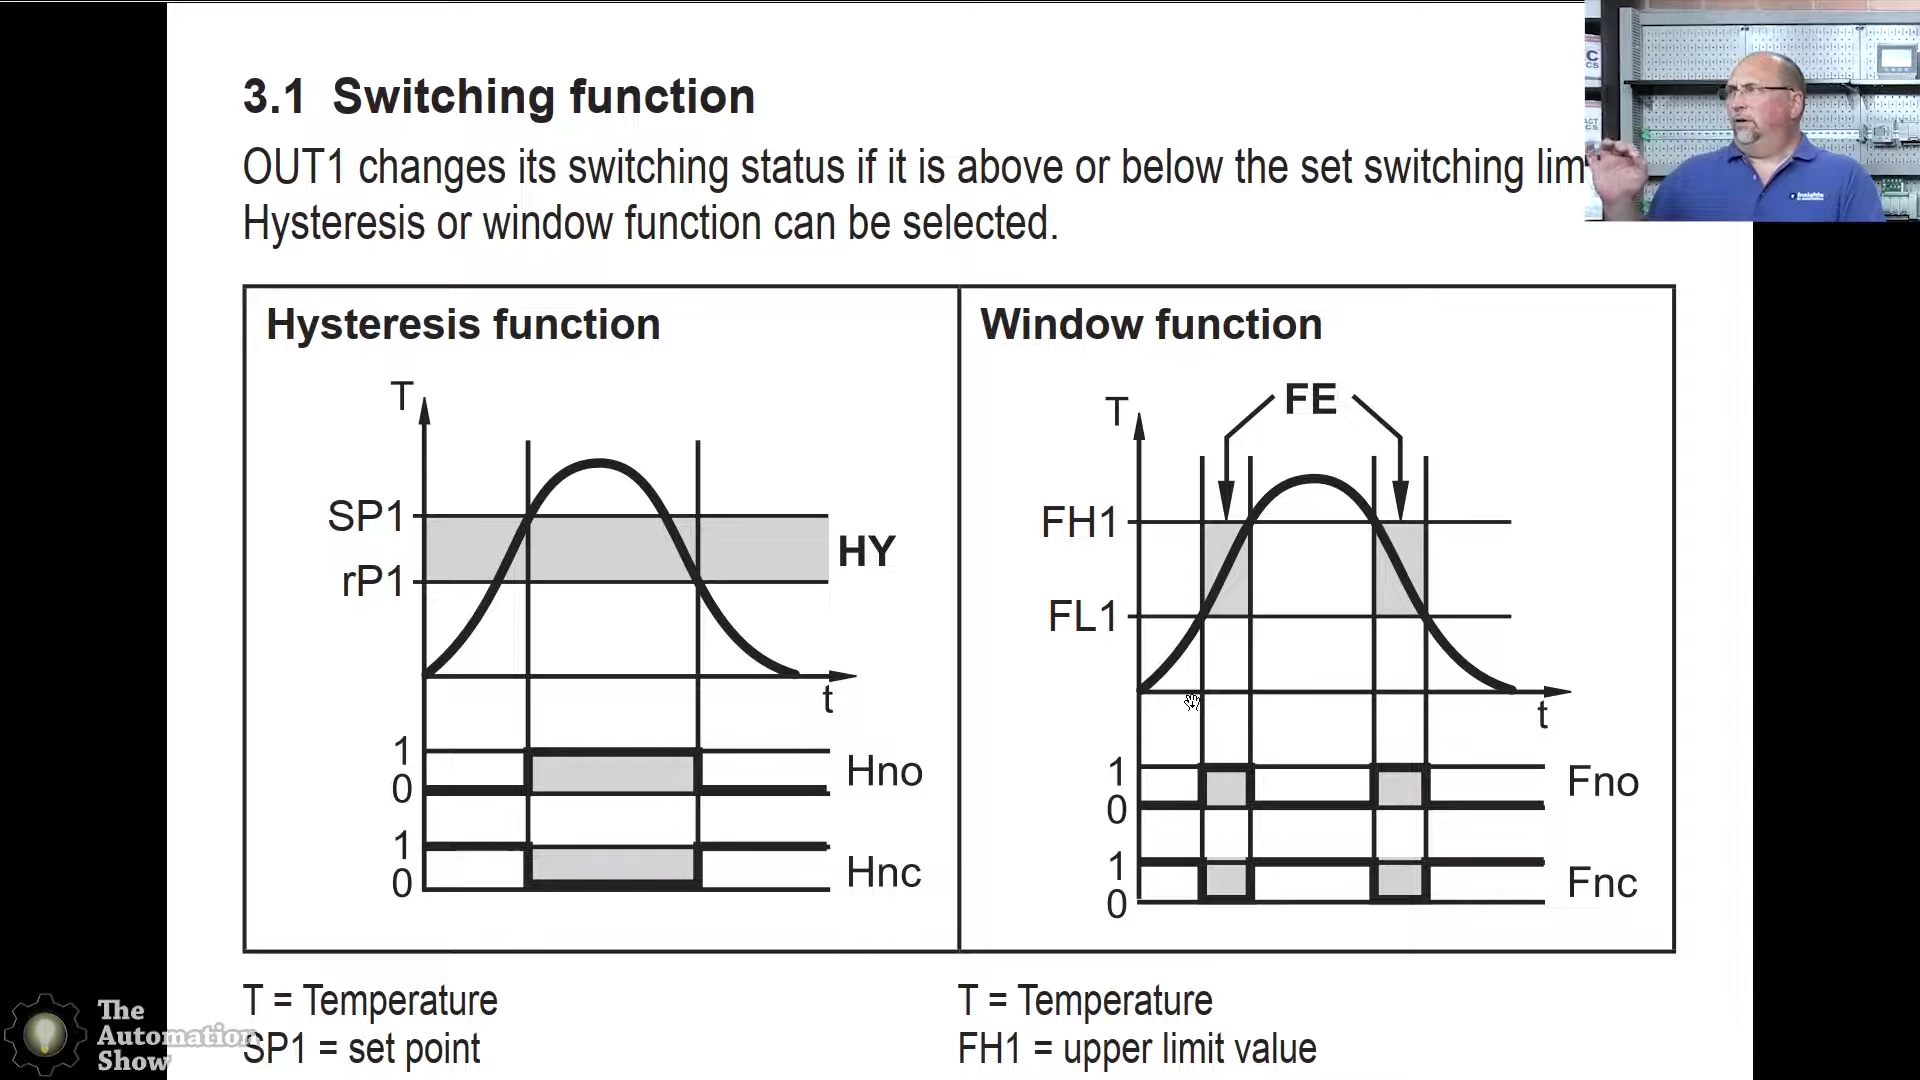 3.1 Switching function
OUT1 changes its switching status if it is above or below the set switching lim
Hysteresis or window function can be selected.
Hysteresis function
T
SP1
rP1
HY
t
1
0
Hno
1
0
Hnc
Window function
T
FE
FH1
FL1
t
1
0
Fno
1
0
Fnc
T = Temperature
SP1 = set point
T = Temperature
FH1 = upper limit value
The
Automation
Show